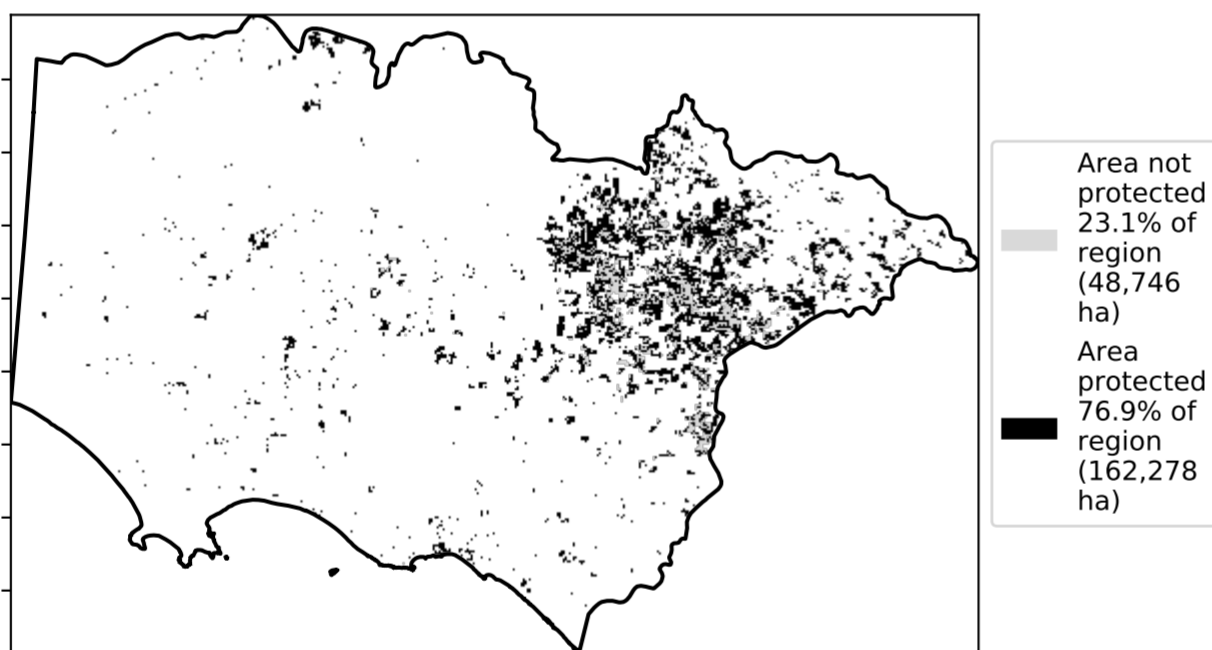 Area not
protected
23.1% of
region
(48,746
ha)
Area
protected
76.9% of
region
(162,278
ha)